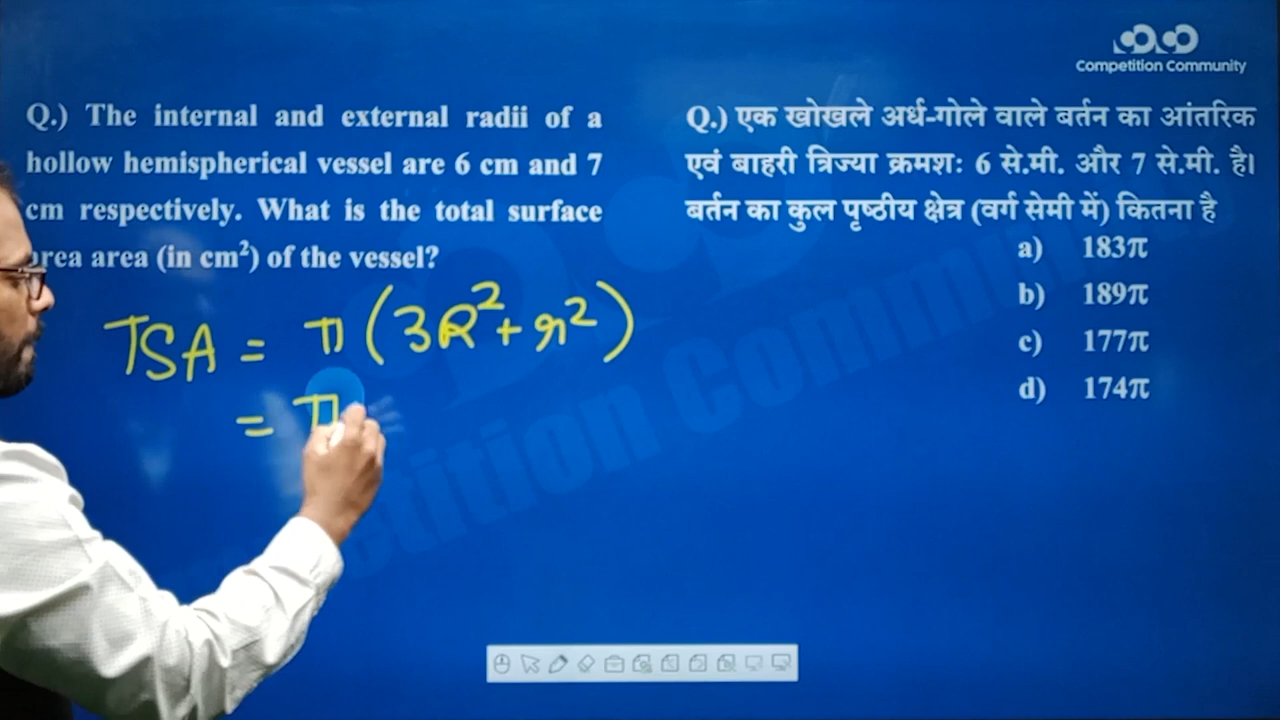 Competition Community
Q.) The internal and external radii of a
hollow hemispherical vessel are 6 cm and 7
cm respectively. What is the total surface
area area (in cm²) of the vessel?
TSA = π (3R² + r²)
= π
Q.) एक खोखले अर्ध-गोले वाले बर्तन का आंतरिक
एवं बाहरी त्रिज्या क्रमशः 6 से.मी. और 7 से.मी. है।
बर्तन का कुल पृष्ठीय क्षेत्र (वर्ग सेमी में) कितना है
a) 183π
b) 189π
c) 177π
d) 174π